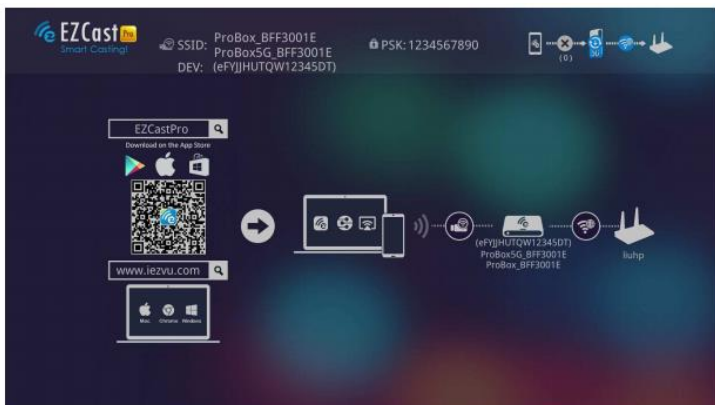 EZCast Pro
Smart Casting!
SSID: ProBox_BFF3001E
ProBox5G_BFF3001E
DEV: (eFYJJHUTQW12345DT)
PSK: 1234567890
(0)
5G
EZCastPro
Download on the App Store
www.iezvu.com
Mac Chrome Windows
(eFYJJHUTQW12345DT)
ProBox5G_BFF3001E
ProBox_BFF3001E
liuhp